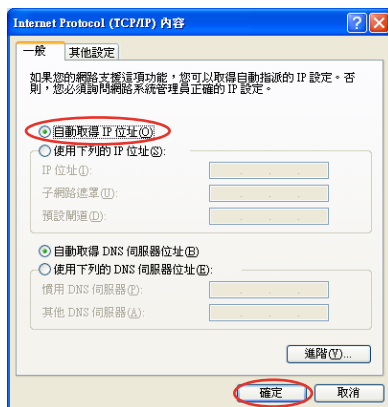 Internet Protocol (TCP/IP) 內容
一般 其他設定
如果您的網路支援這項功能，您可以取得自動指派的 IP 設定。否
則，您必須詢問網路系統管理員正確的 IP 設定。
自動取得 IP 位址(O)
使用下列的 IP 位址(S):
IP 位址(I):
子網路遮罩(U):
預設閘道(D):
自動取得 DNS 伺服器位址(B)
使用下列的 DNS 伺服器位址(E):
慣用 DNS 伺服器(P):
其他 DNS 伺服器(A):
進階(V)...
確定 取消